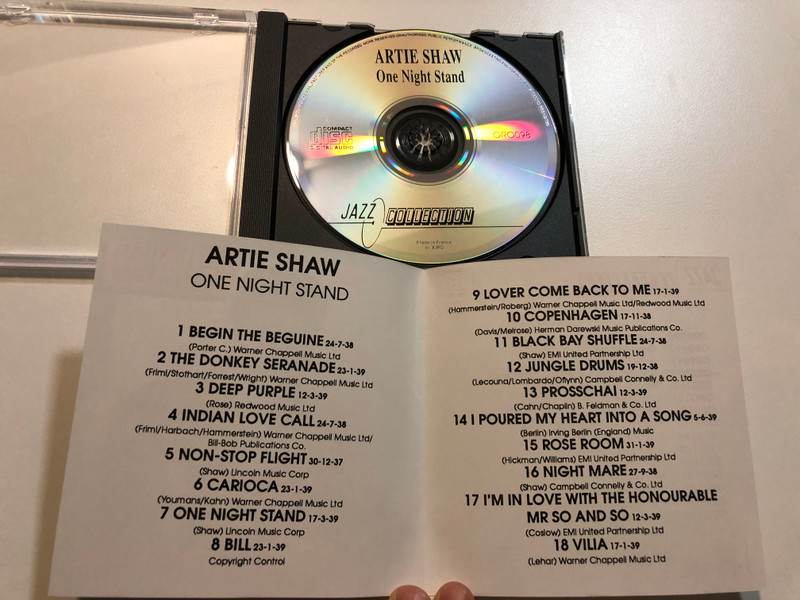 ARTIE SHAW
One Night Stand
COMPACT
DISC
DIGITAL AUDIO
ORO098
JAZZ COLLECTION
Made in France
ARTIE SHAW
ONE NIGHT STAND
1 BEGIN THE BEGUINE 24-7-38
(Porter C.) Warner Chappell Music Ltd
2 THE DONKEY SERANADE 23-1-39
(Friml/Stothart/Forrest/Wright) Warner Chappell Music Ltd
3 DEEP PURPLE 12-3-39
(Rose) Redwood Music Ltd
4 INDIAN LOVE CALL 24-7-38
(Friml/Harbach/Hammerstein) Warner Chappell Music Ltd/
Bill-Bob Publications Co.
5 NON-STOP FLIGHT 30-12-37
(Shaw) Lincoln Music Corp
6 CARIOCA 23-1-39
(Youmans/Kahn) Warner Chappell Music Ltd
7 ONE NIGHT STAND 17-3-39
(Shaw) Lincoln Music Corp
8 BILL 23-1-39
Copyright Control
9 LOVER COME BACK TO ME 17-1-39
(Hammerstein/Roberg) Warner Chappell Music Ltd/Redwood Music Ltd
10 COPENHAGEN 17-11-38
(Davis/Melrose) Herman Darewski Music Publications Co.
11 BLACK BAY SHUFFLE 24-7-38
(Shaw) EMI United Partnership Ltd
12 JUNGLE DRUMS 19-12-38
(Lecouna/Lombardo/Oflynn) Campbell Connelly & Co. Ltd
13 PROSSCHAI 12-3-39
(Cahn/Chaplin) B. Feldman & Co. Ltd
14 I POURED MY HEART INTO A SONG 5-6-39
(Berlin) Irving Berlin (England) Music
15 ROSE ROOM 31-1-39
(Hickman/Williams) EMI United Partnership Ltd
16 NIGHT MARE 27-9-38
(Shaw) Campbell Connelly & Co. Ltd
17 I'M IN LOVE WITH THE HONOURABLE
MR SO AND SO 12-3-39
(Coslow) EMI United Partnership Ltd
18 VILIA 17-1-39
(Lehar) Warner Chappell Music Ltd